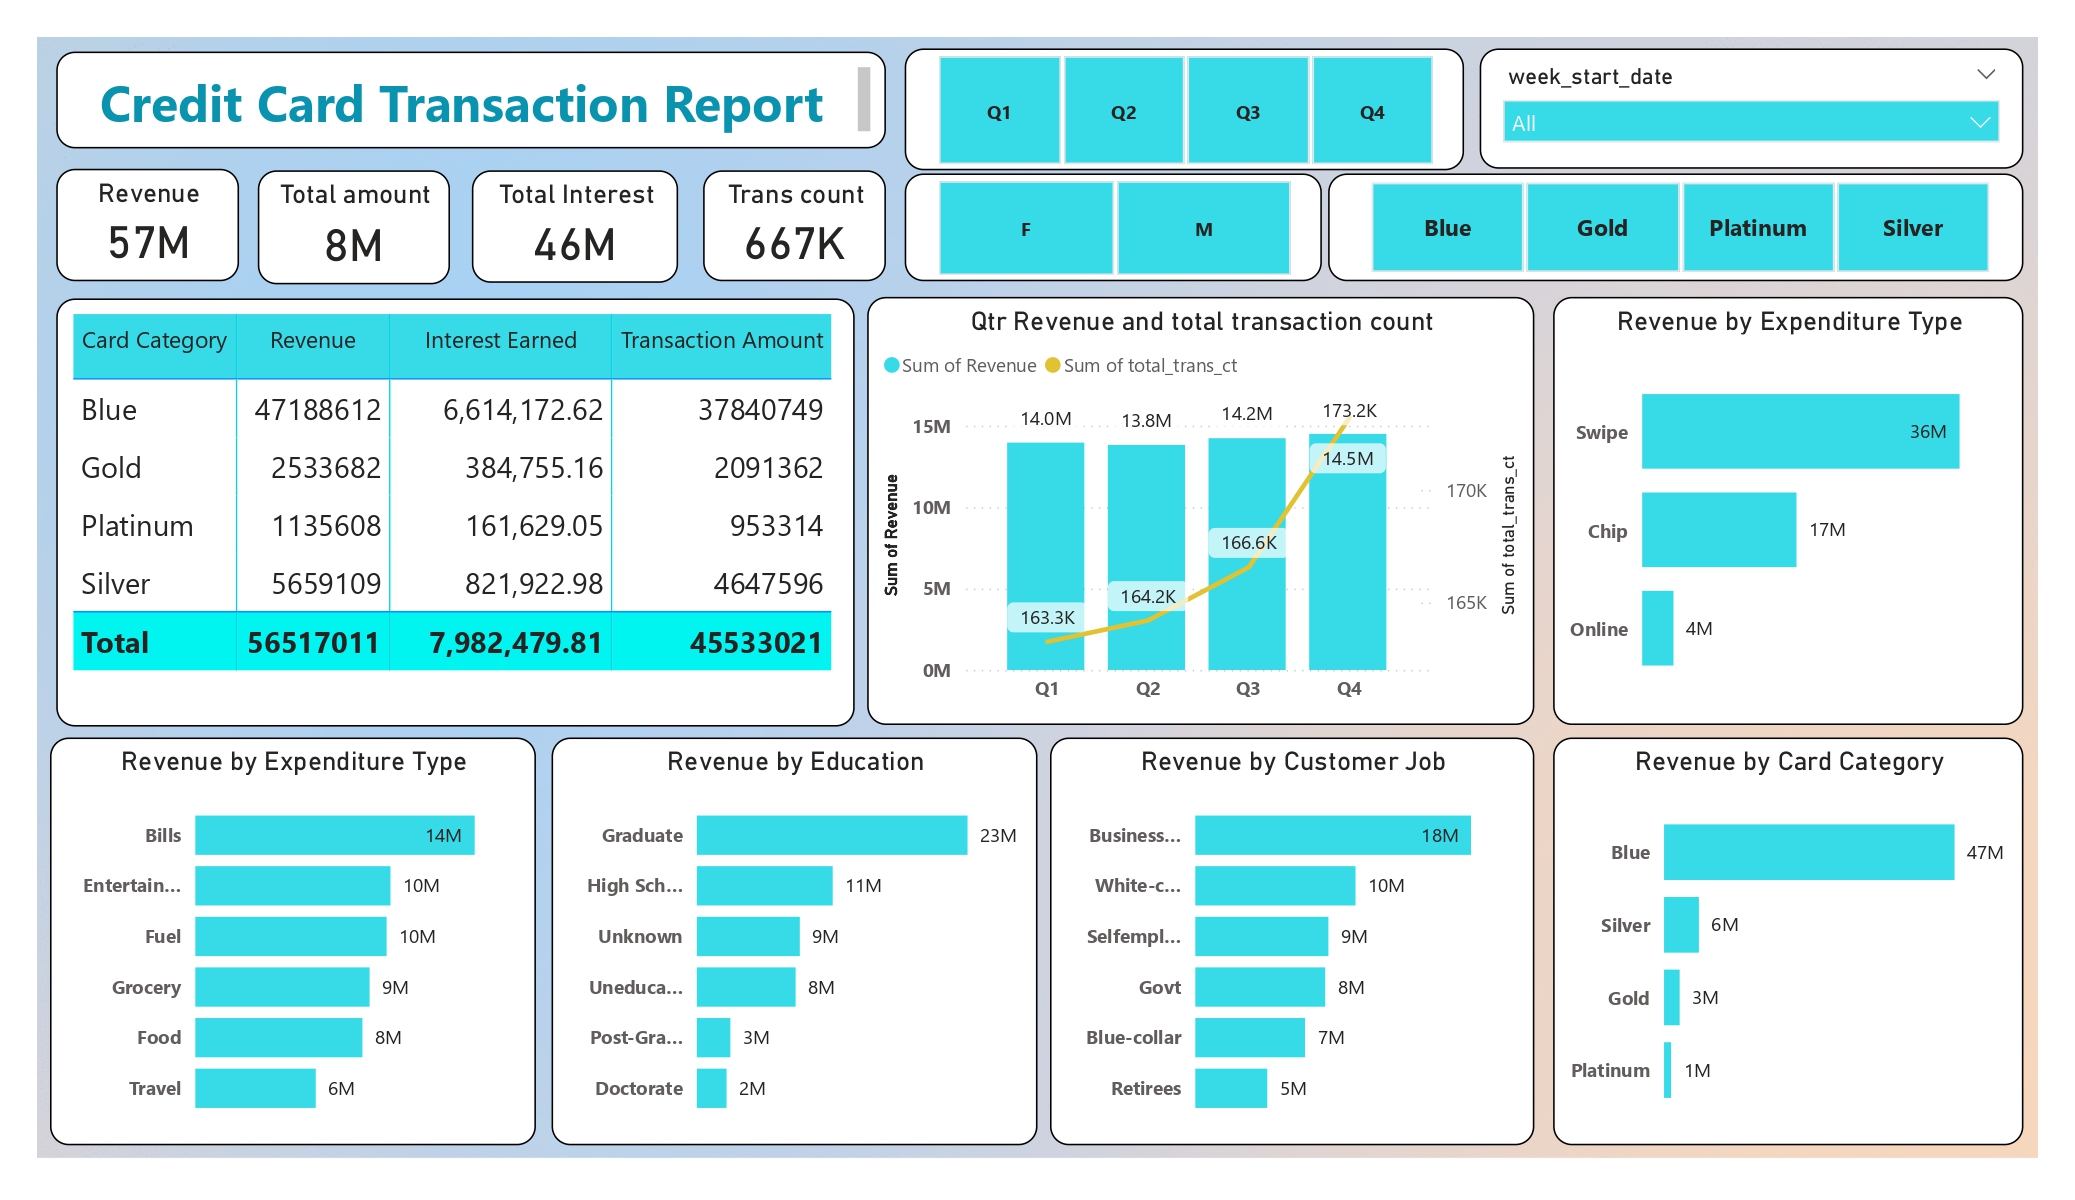 Credit Card Transaction Report
Q1 Q2 Q3 Q4
week_start_date
All
Revenue
57M
Total amount
8M
Total Interest
46M
Trans count
667K
F M
Blue Gold Platinum Silver
Card Category Revenue Interest Earned Transaction Amount
Blue 47188612 6,614,172.62 37840749
Gold 2533682 384,755.16 2091362
Platinum 1135608 161,629.05 953314
Silver 5659109 821,922.98 4647596
Total 56517011 7,982,479.81 45533021
Qtr Revenue and total transaction count
Sum of Revenue Sum of total_trans_ct
Sum of Revenue
15M
10M
5M
0M
14.0M 13.8M 14.2M 14.5M
163.3K 164.2K 166.6K 173.2K
Q1 Q2 Q3 Q4
170K
165K
Sum of total_trans_ct
Revenue by Expenditure Type
Swipe 36M
Chip 17M
Online 4M
Revenue by Expenditure Type
Bills 14M
Entertain... 10M
Fuel 10M
Grocery 9M
Food 8M
Travel 6M
Revenue by Education
Graduate 23M
High Sch... 11M
Unknown 9M
Uneduca... 8M
Post-Gra... 3M
Doctorate 2M
Revenue by Customer Job
Business... 18M
White-c... 10M
Selfempl... 9M
Govt 8M
Blue-collar 7M
Retirees 5M
Revenue by Card Category
Blue 47M
Silver 6M
Gold 3M
Platinum 1M